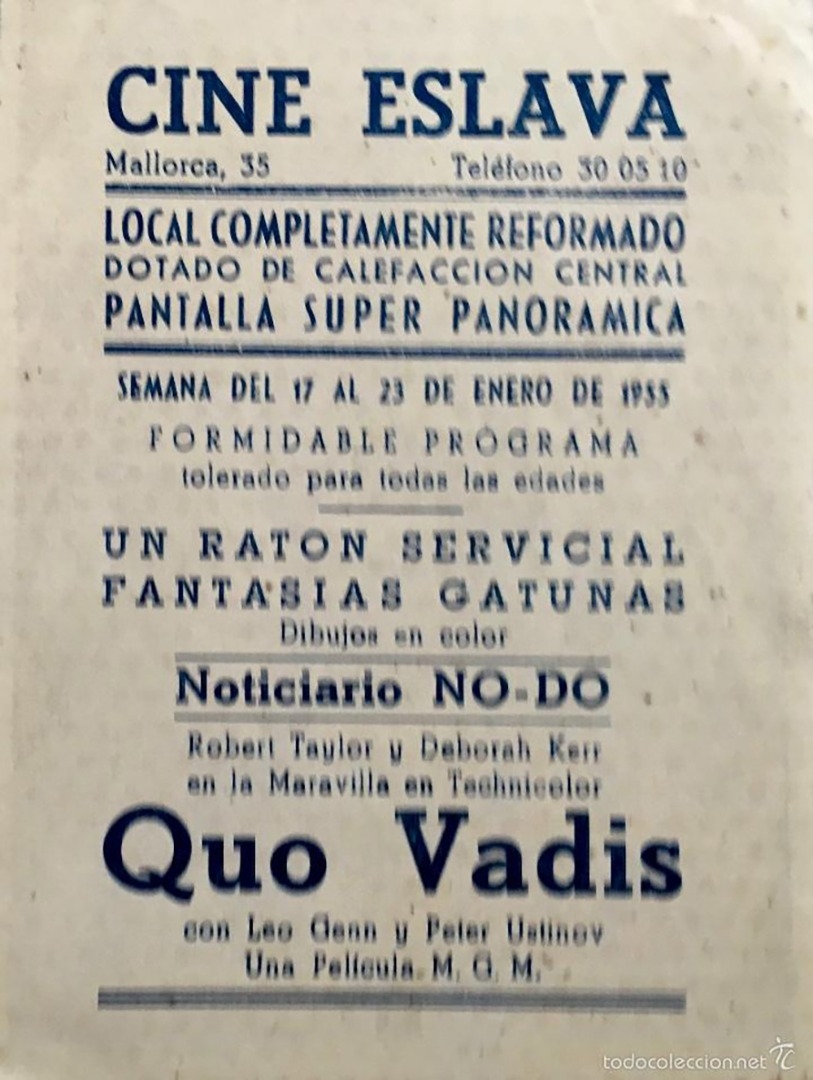 CINE ESLAVA
Mallorca, 35 Teléfono 30 05 10
LOCAL COMPLETAMENTE REFORMADO
DOTADO DE CALEFACCION CENTRAL
PANTALLA SUPER PANORAMICA
SEMANA DEL 17 AL 23 DE ENERO DE 1955
FORMIDABLE PROGRAMA
tolerado para todas las edades
UN RATON SERVICIAL
FANTASIAS GATUNAS
Dibujos en color
Noticiario NO-DO
Robert Taylor y Deborah Kerr
en la Maravilla en Technicolor
Quo Vadis
con Leo Genn y Peter Ustinov
Una Película M. G. M.
todocoleccion.net TC